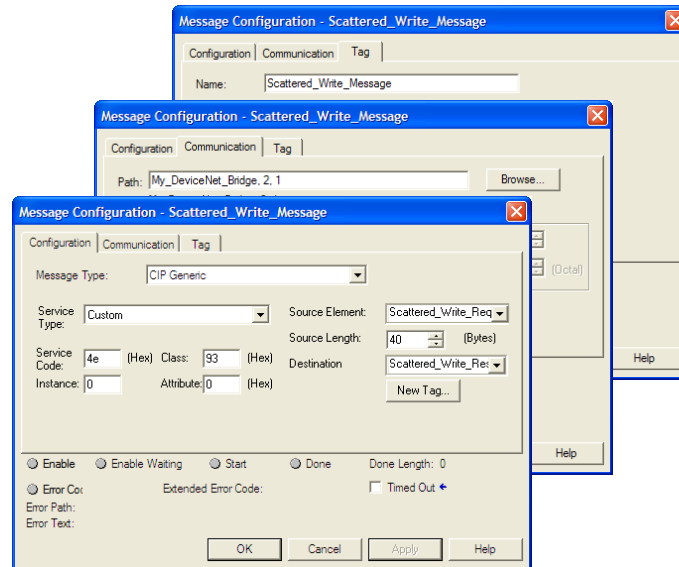 Message Configuration - Scattered_Write_Message
Configuration Communication Tag
Name: Scattered_Write_Message
Help
Message Configuration - Scattered_Write_Message
Configuration Communication Tag
Path: My_DeviceNet_Bridge, 2, 1
Browse...
(Octal)
Help
Message Configuration - Scattered_Write_Message
Configuration Communication Tag
Message Type: CIP Generic
Service Type: Custom
Source Element: Scattered_Write_Req
Source Length: 40 (Bytes)
Service Code: 4e (Hex) Class: 93 (Hex)
Destination Scattered_Write_Res
Instance: 0 Attribute: 0 (Hex)
New Tag...
Enable Enable Waiting Start Done Done Length: 0
Error Coc Extended Error Code: Timed Out
Error Path:
Error Text:
OK Cancel Apply Help